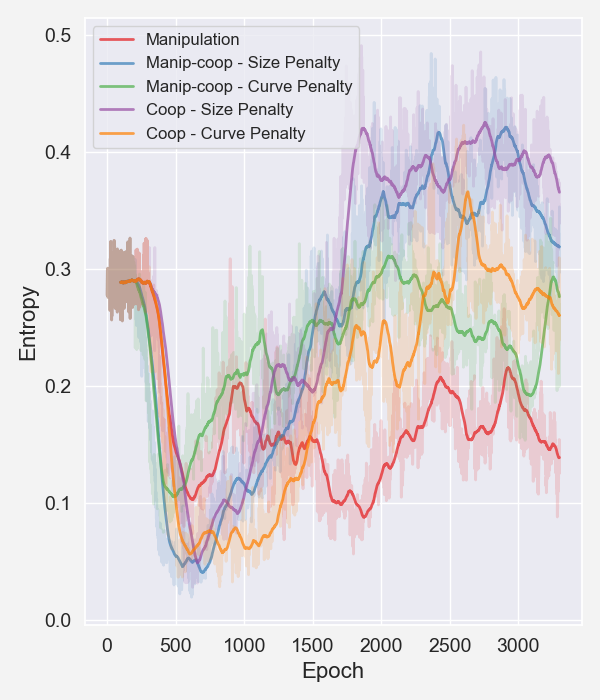 Manipulation
Manip-coop - Size Penalty
Manip-coop - Curve Penalty
Coop - Size Penalty
Coop - Curve Penalty
0.5
0.4
0.3
0.2
0.1
0.0
Entropy
0 500 1000 1500 2000 2500 3000
Epoch